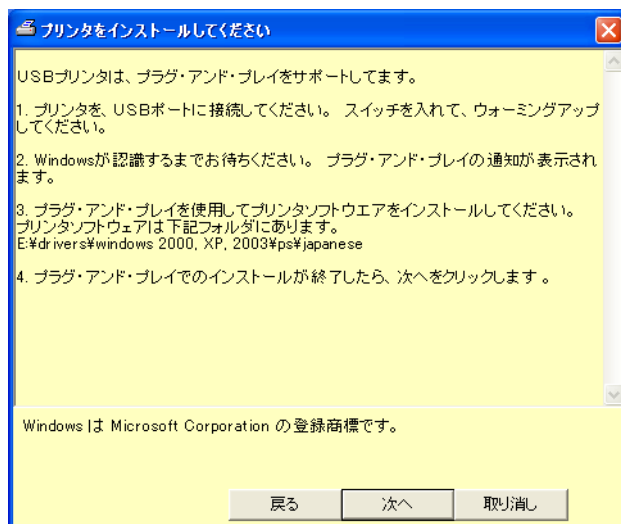 プリンタをインストールしてください
USBプリンタは、プラグ・アンド・プレイをサポートしてます。
1. プリンタを、USBポートに接続してください。 スイッチを入れて、ウォーミングアップ
してください。
2. Windowsが認識するまでお待ちください。 プラグ・アンド・プレイの通知が表示され
ます。
3. プラグ・アンド・プレイを使用してプリンタソフトウエアをインストールしてください。
プリンタソフトウェアは下記フォルダにあります。
E:¥drivers¥windows 2000, XP, 2003¥ps¥japanese
4. プラグ・アンド・プレイでのインストールが終了したら、次へをクリックします。
Windows は Microsoft Corporation の登録商標です。
戻る 次へ 取り消し